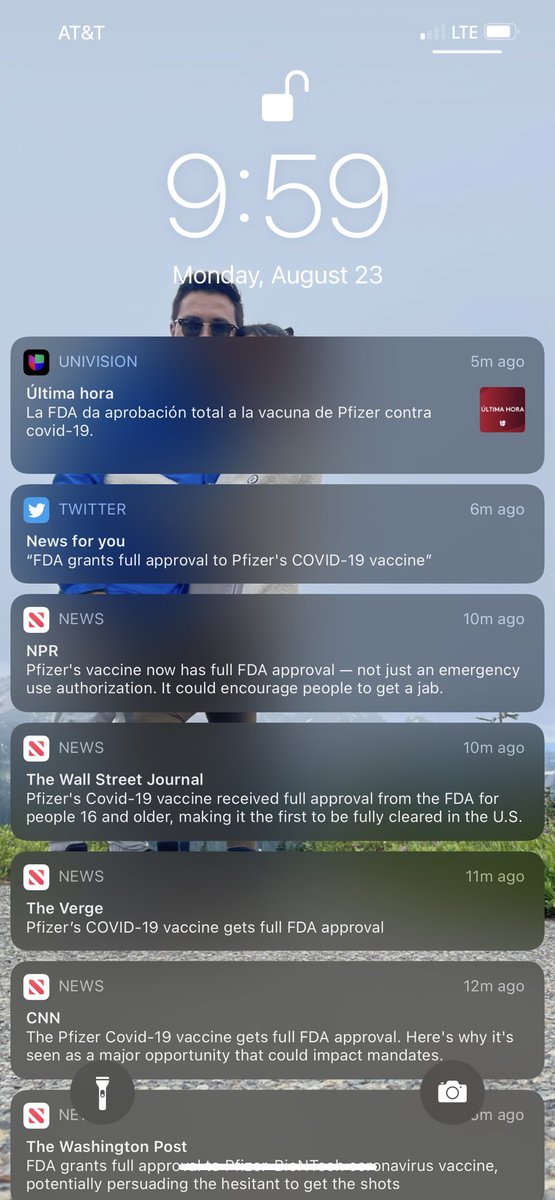 AT&T
LTE
9:59
Monday, August 23
UNIVISION
5m ago
Última hora
La FDA da aprobación total a la vacuna de Pfizer contra
covid-19.
ÚLTIMA HORA
TWITTER
6m ago
News for you
“FDA grants full approval to Pfizer's COVID-19 vaccine”
NEWS
10m ago
NPR
Pfizer's vaccine now has full FDA approval — not just an emergency
use authorization. It could encourage people to get a jab.
NEWS
10m ago
The Wall Street Journal
Pfizer's Covid-19 vaccine received full approval from the FDA for
people 16 and older, making it the first to be fully cleared in the U.S.
NEWS
11m ago
The Verge
Pfizer’s COVID-19 vaccine gets full FDA approval
NEWS
12m ago
CNN
The Pfizer Covid-19 vaccine gets full FDA approval. Here's why it's
seen as a major opportunity that could impact mandates.
ago
The Washington Post
FDA grants full approval to Pfizer-BioNTech coronavirus vaccine,
potentially persuading the hesitant to get the shots